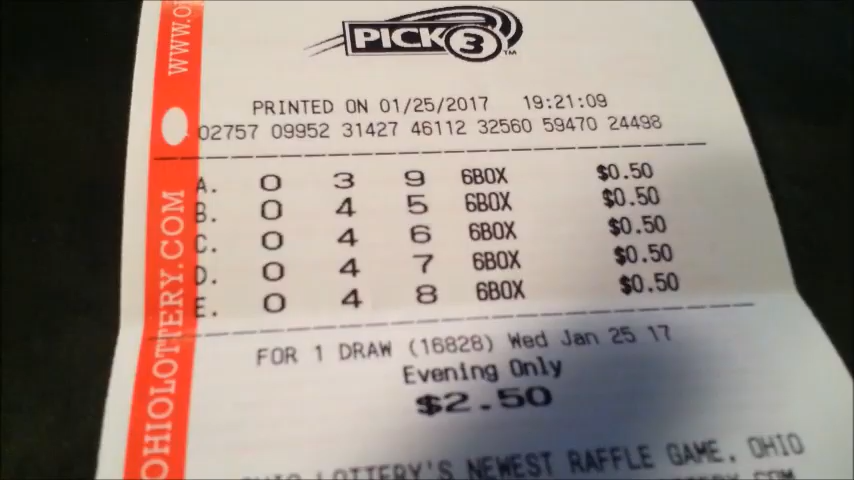 PICK 3 TM
PRINTED ON 01/25/2017 19:21:09
02757 09952 31427 46112 32560 59470 24498
A. 0 3 9 6BOX $0.50
B. 0 4 5 6BOX $0.50
C. 0 4 6 6BOX $0.50
D. 0 4 7 6BOX $0.50
E. 0 4 8 6BOX $0.50
FOR 1 DRAW (16828) Wed Jan 25 17
Evening Only
$2.50
OHIO LOTTERY'S NEWEST RAFFLE GAME. OHIO
OHIOLOTTERY.COM
WWW.O